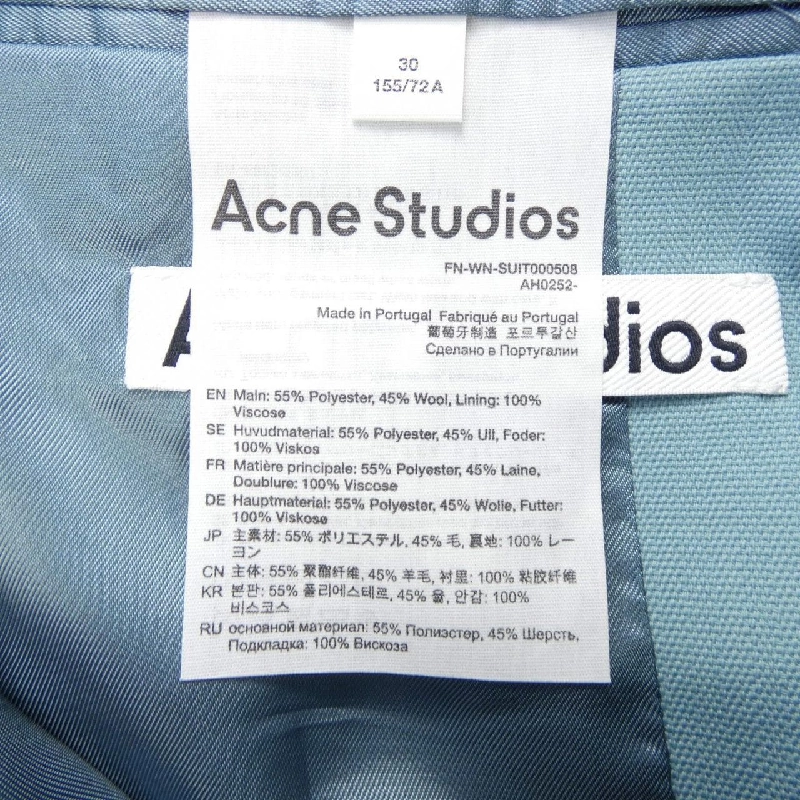 30
155/72A
Acne Studios
FN-WN-SUIT000508
AH0252-
Made in Portugal Fabriqué au Portugal
葡萄牙制造 포르투갈산
Сделано в Португалии
A dios
EN Main: 55% Polyester, 45% Wool, Lining: 100%
Viscose
SE Huvudmaterial: 55% Polyester, 45% Ull, Foder:
100% Viskos
FR Matière principale: 55% Polyester, 45% Laine,
Doublure: 100% Viscose
DE Hauptmaterial: 55% Polyester, 45% Wolle, Futter:
100% Viskose
JP 主素材: 55% ポリエステル, 45% 毛, 裏地: 100% レー
ヨン
CN 主体: 55% 聚酯纤维, 45% 羊毛, 衬里: 100% 粘胶纤维
KR 본판: 55% 폴리에스테르, 45% 울, 안감: 100%
비스코스
RU основной материал: 55% Полиэстер, 45% Шерсть,
Подкладка: 100% Вискоза